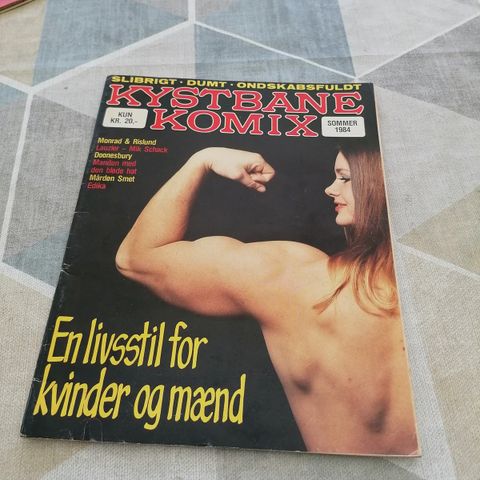 SLIBRIGT · DUMT · ONDSKABSFULDT
KYSTBANE
KOMIX
KUN
KR. 20,-
SOMMER
1984
Monrad & Rislund
Lauzier – Mik Schack
Doonesbury
Manden med
den bløde hat
Mården Smet
Edika
En livsstil for
kvinder og mænd